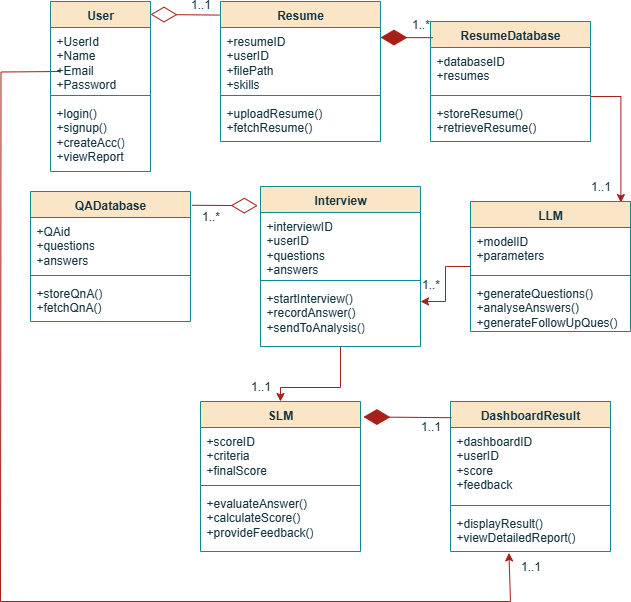 User
+UserId
+Name
+Email
+Password
+login()
+signup()
+createAcc()
+viewReport
1..1
Resume
+resumeID
+userID
+filePath
+skills
+uploadResume()
+fetchResume()
1..*
ResumeDatabase
+databaseID
+resumes
+storeResume()
+retrieveResume()
1..1
QADatabase
+QAid
+questions
+answers
+storeQnA()
+fetchQnA()
1..*
Interview
+interviewID
+userID
+questions
+answers
+startInterview()
+recordAnswer()
+sendToAnalysis()
1..*
LLM
+modelID
+parameters
+generateQuestions()
+analyseAnswers()
+generateFollowUpQues()
1..1
SLM
+scoreID
+criteria
+finalScore
+evaluateAnswer()
+calculateScore()
+provideFeedback()
1..1
DashboardResult
+dashboardID
+userID
+score
+feedback
+displayResult()
+viewDetailedReport()
1..1